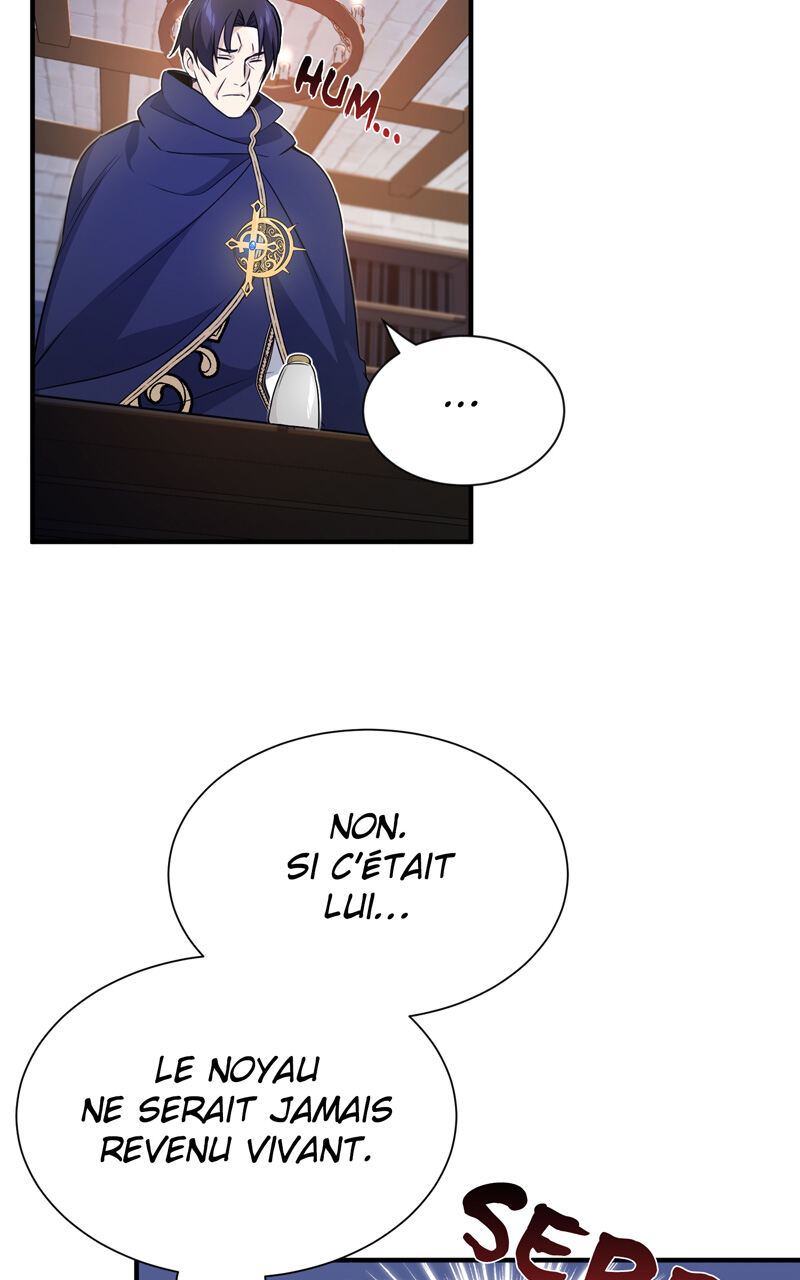 HUM...
...
NON.
SI C'ÉTAIT
LUI...
LE NOYAU
NE SERAIT JAMAIS
REVENU VIVANT.